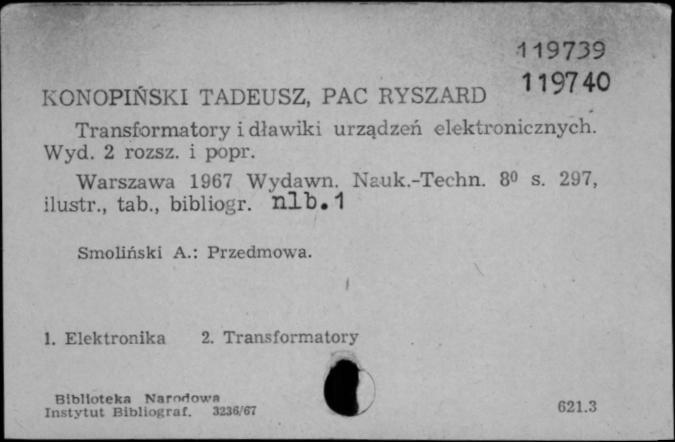 119739
119740
KONOPIŃSKI TADEUSZ, PAC RYSZARD
Transformatory i dławiki urządzeń elektronicznych.
Wyd. 2 rozsz. i popr.
Warszawa 1967 Wydawn. Nauk.-Techn. 8⁰ s. 297,
ilustr., tab., bibliogr. nlb.1
Smoliński A.: Przedmowa.
1. Elektronika 2. Transformatory
Biblioteka Narodowa
Instytut Bibliograf. 3236/67
621.3